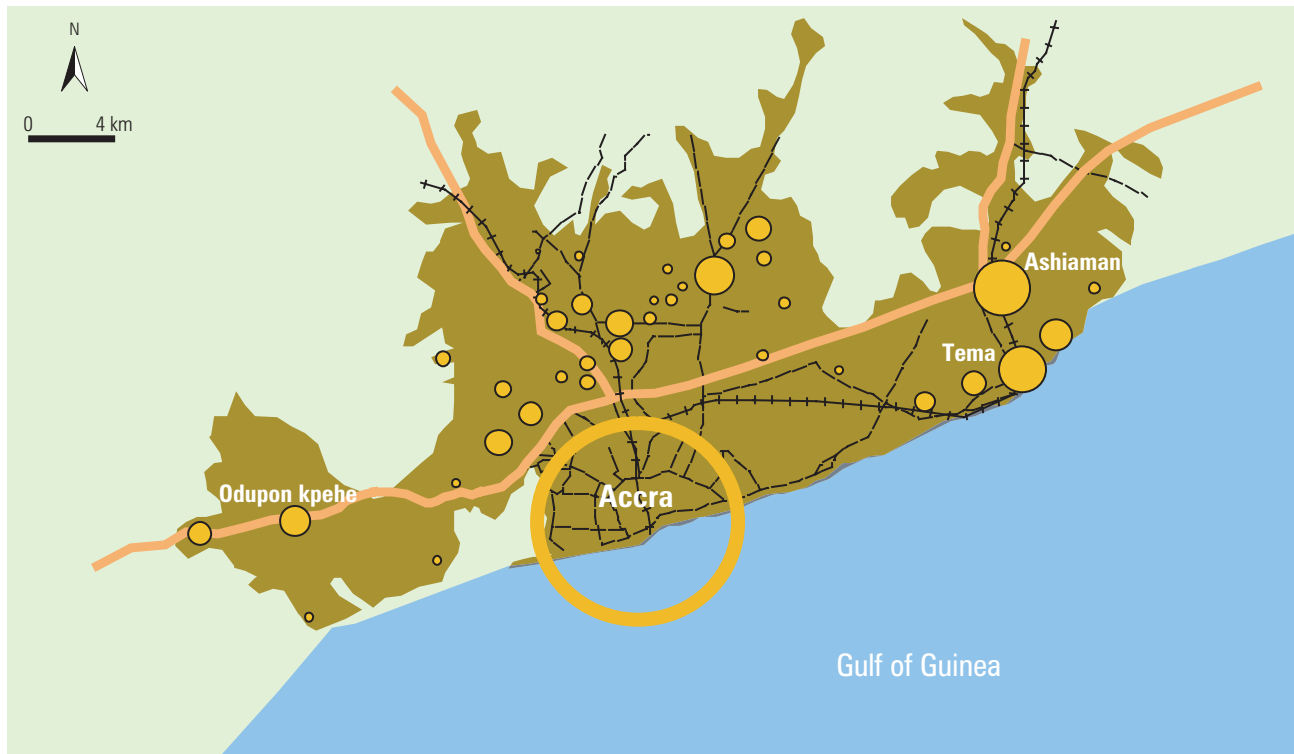 N
0 4 km
Ashiaman
Tema
Odupon kpehe
Accra
Gulf of Guinea